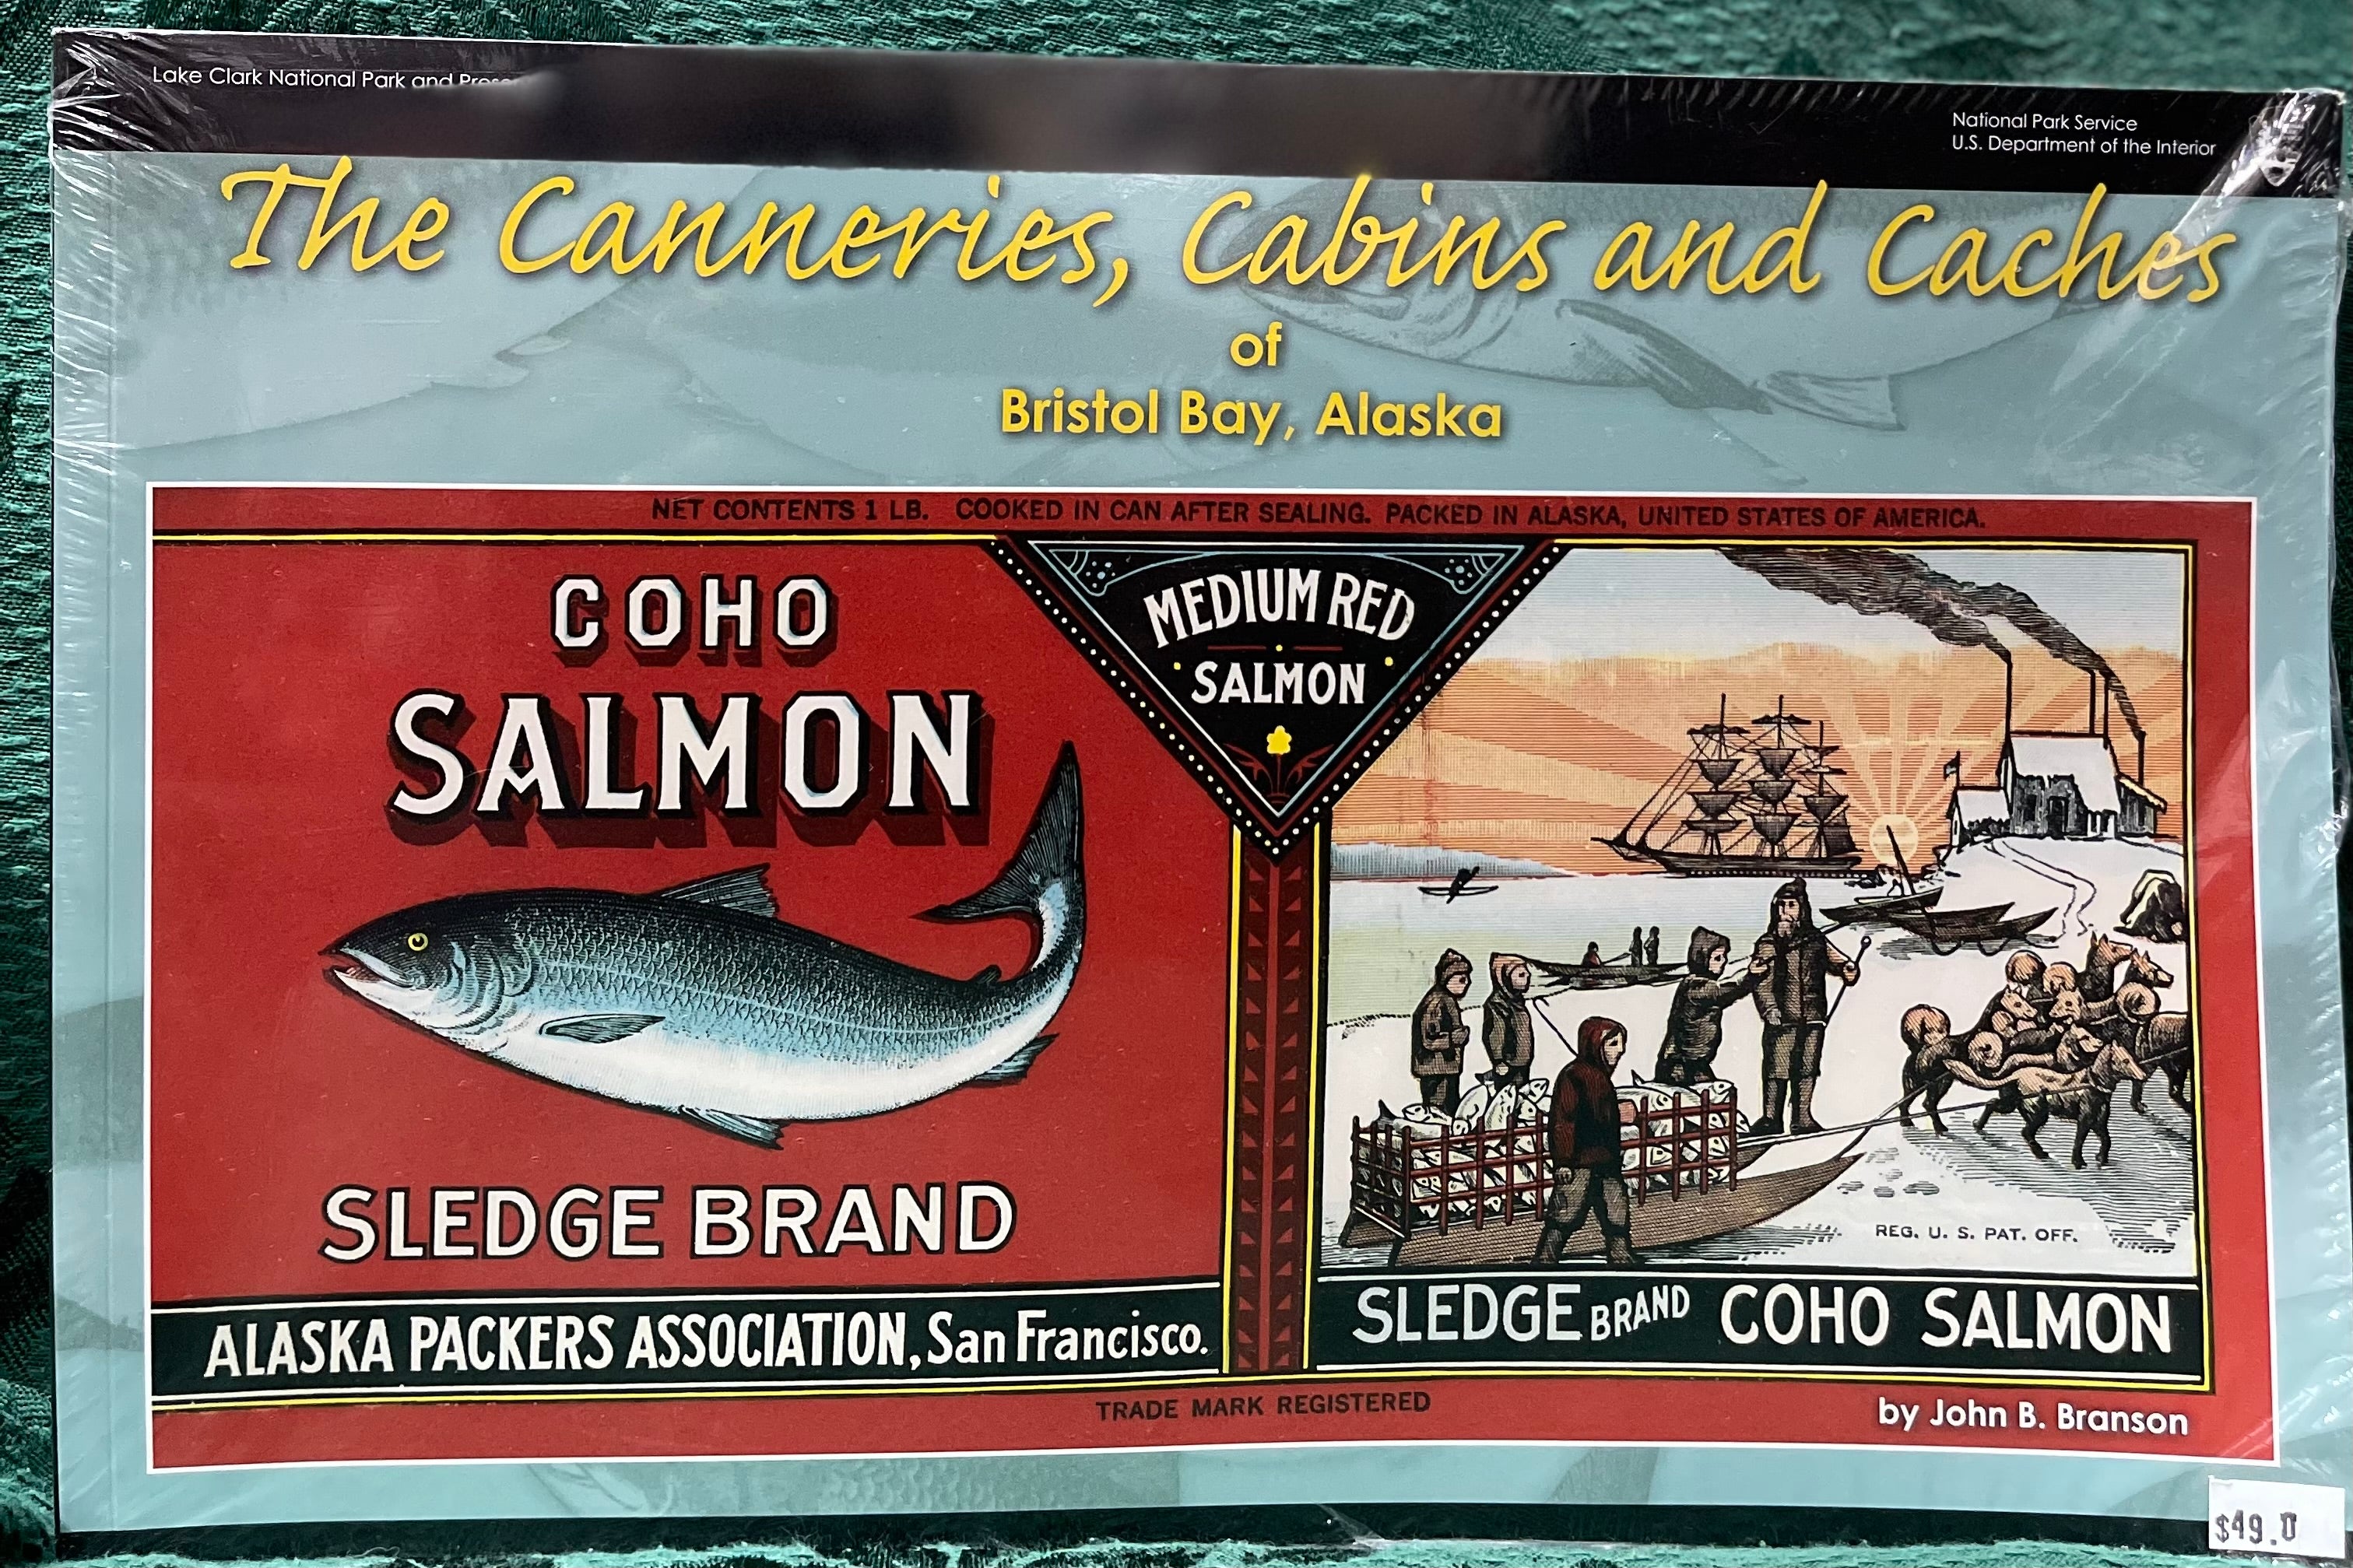 Lake Clark National Park and
National Park Service
U.S. Department of the Interior
The Canneries, Cabins and Caches
of
Bristol Bay, Alaska
NET CONTENTS 1 LB. COOKED IN CAN AFTER SEALING. PACKED IN ALASKA, UNITED STATES OF AMERICA.
COHO
SALMON
SLEDGE BRAND
ALASKA PACKERS ASSOCIATION, San Francisco.
MEDIUM RED
SALMON
REG. U. S. PAT. OFF.
SLEDGE BRAND COHO SALMON
TRADE MARK REGISTERED
by John B. Branson
$49.0